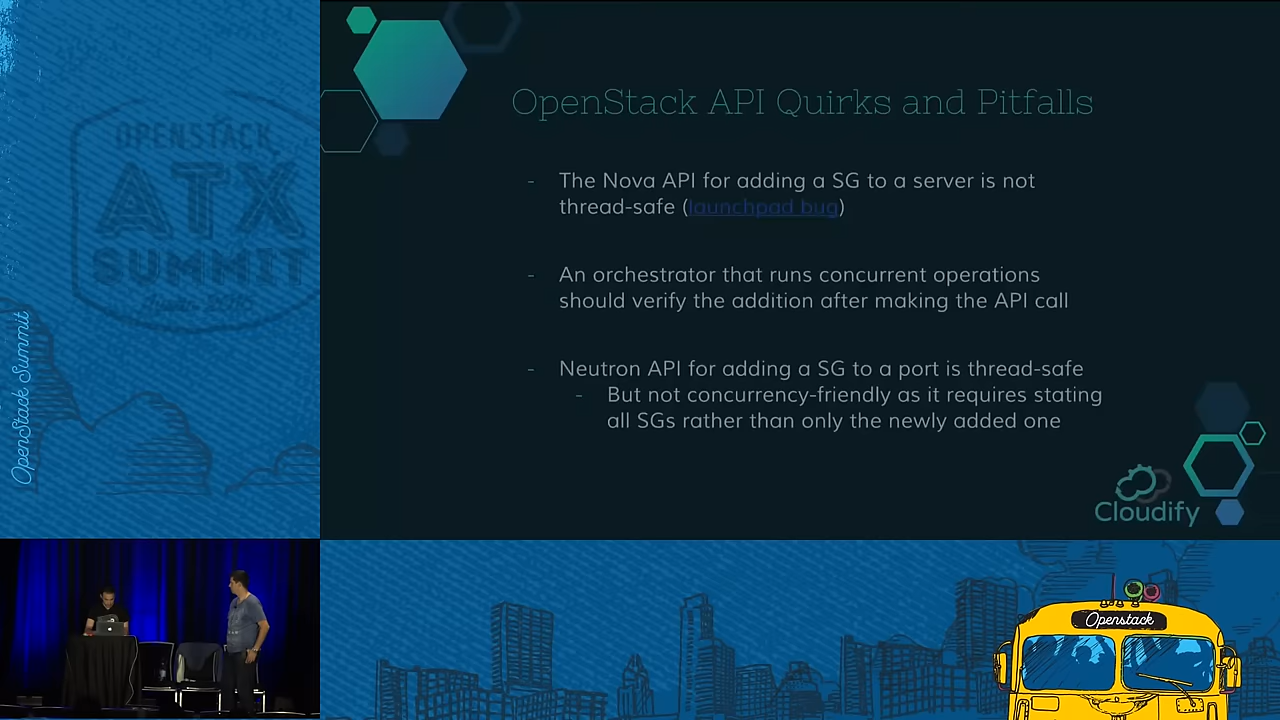 OPENSTACK
ATX
SUMMIT
OpenStack Summit
OpenStack API Quirks and Pitfalls
- The Nova API for adding a SG to a server is not
thread-safe (launchpad bug)
- An orchestrator that runs concurrent operations
should verify the addition after making the API call
- Neutron API for adding a SG to a port is thread-safe
- But not concurrency-friendly as it requires stating
all SGs rather than only the newly added one
Cloudify
Openstack